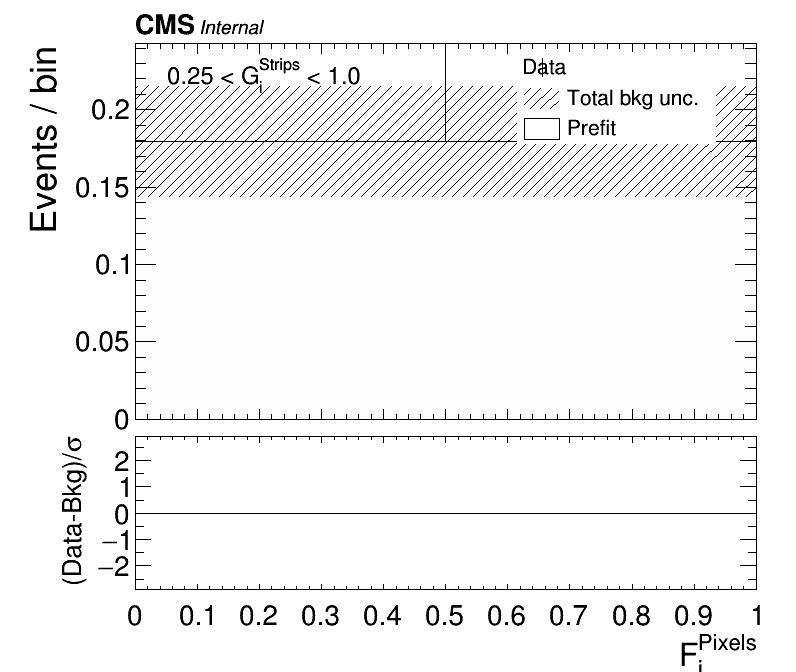 CMS Internal
Events / bin
0.25 < G_i^Strips < 1.0
Data
Total bkg unc.
Prefit
0.2
0.15
0.1
0.05
0
(Data-Bkg)/σ
2
1
0
−1
−2
0 0.1 0.2 0.3 0.4 0.5 0.6 0.7 0.8 0.9 1
F_i^Pixels